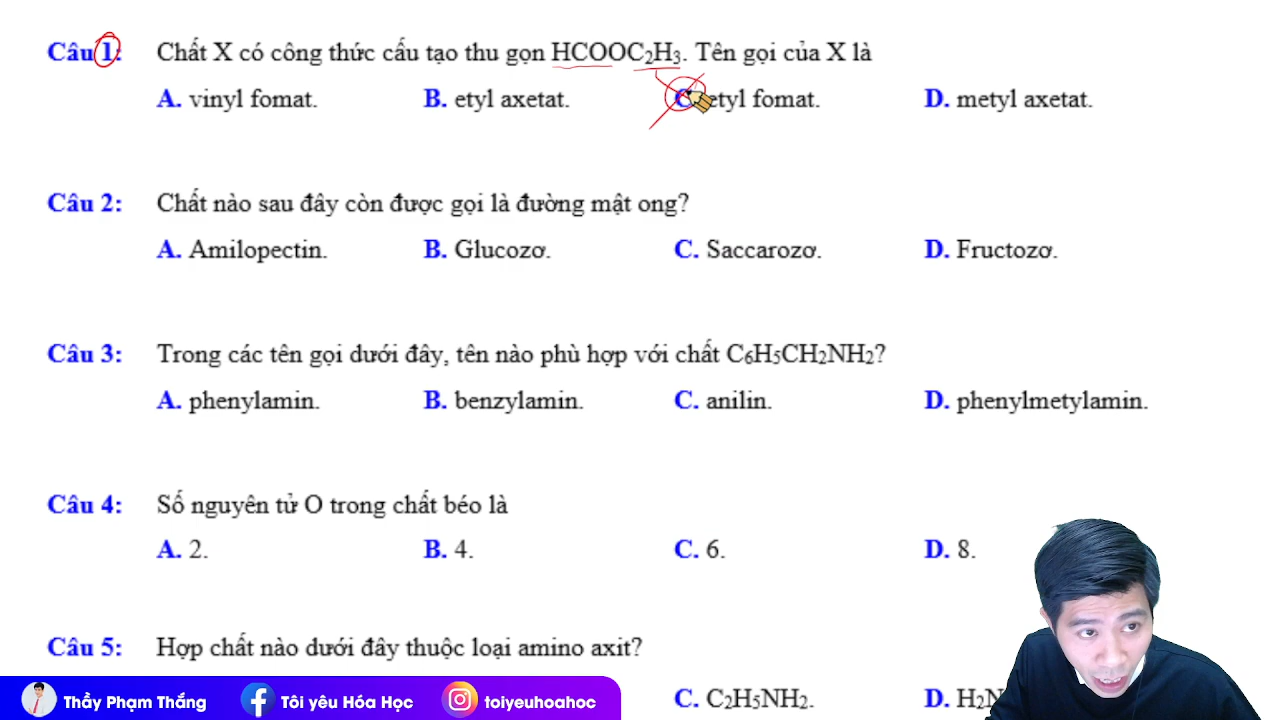 Câu 1: Chất X có công thức cấu tạo thu gọn HCOOC₂H₃. Tên gọi của X là
A. vinyl fomat. B. etyl axetat. C. etyl fomat. D. metyl axetat.
Câu 2: Chất nào sau đây còn được gọi là đường mật ong?
A. Amilopectin. B. Glucozơ. C. Saccarozơ. D. Fructozơ.
Câu 3: Trong các tên gọi dưới đây, tên nào phù hợp với chất C₆H₅CH₂NH₂?
A. phenylamin. B. benzylamin. C. anilin. D. phenylmetylamin.
Câu 4: Số nguyên tử O trong chất béo là
A. 2. B. 4. C. 6. D. 8.
Câu 5: Hợp chất nào dưới đây thuộc loại amino axit?
C. C₂H₅NH₂. D. H₂N
Thầy Phạm Thắng Tôi yêu Hóa Học toiyeuhoahoc